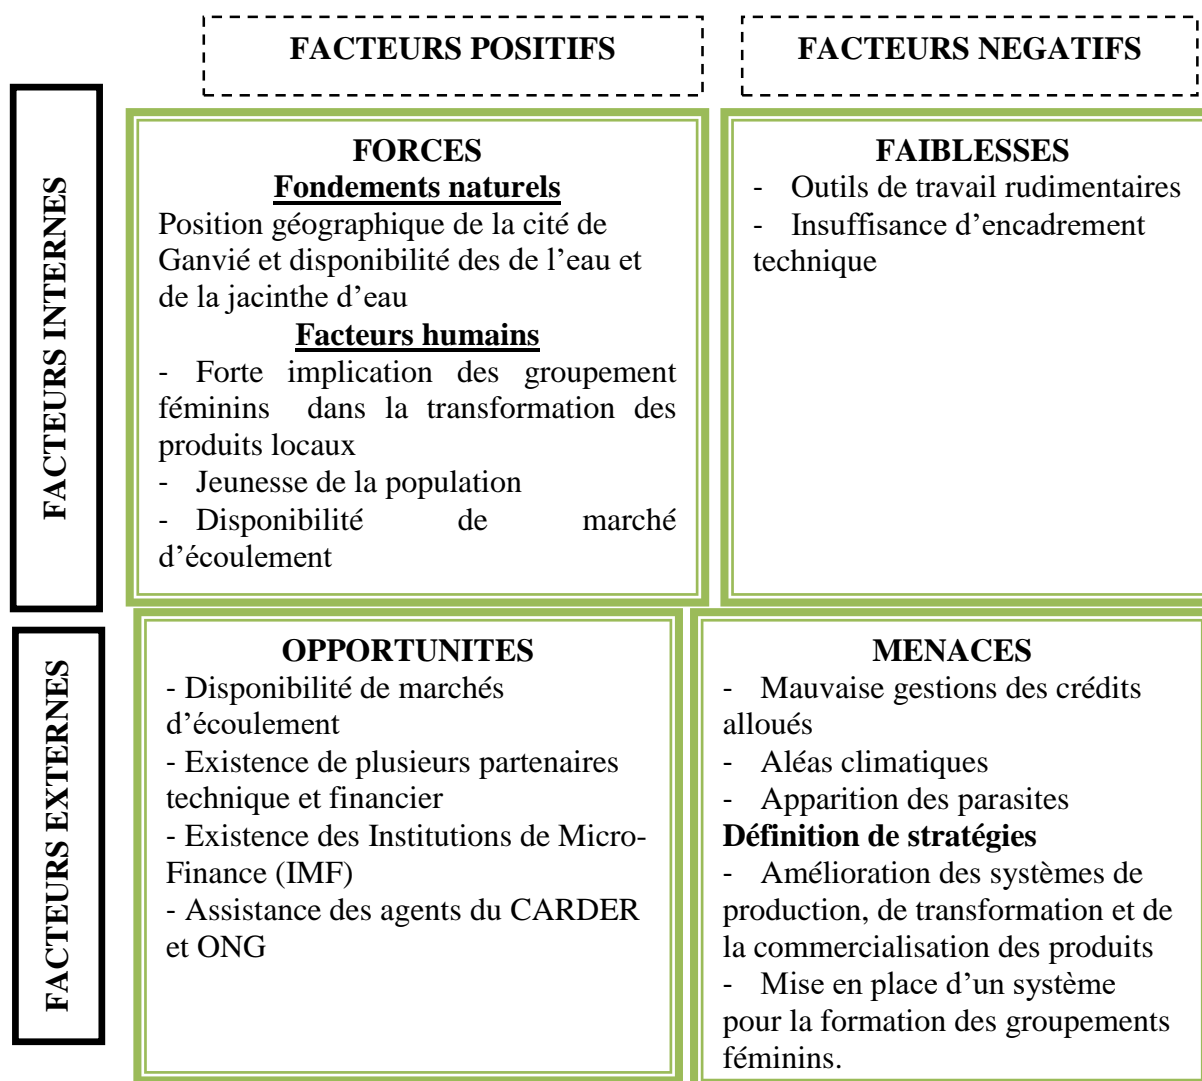 FACTEURS POSITIFS
FACTEURS NEGATIFS
FACTEURS INTERNES
FORCES
Fondements naturels
Position géographique de la cité de
Ganvié et disponibilité des de l’eau et
de la jacinthe d’eau
Facteurs humains
- Forte implication des groupement
féminins dans la transformation des
produits locaux
- Jeunesse de la population
- Disponibilité de marché
d’écoulement
FAIBLESSES
- Outils de travail rudimentaires
- Insuffisance d’encadrement
technique
FACTEURS EXTERNES
OPPORTUNITES
- Disponibilité de marchés
d’écoulement
- Existence de plusieurs partenaires
technique et financier
- Existence des Institutions de Micro-
Finance (IMF)
- Assistance des agents du CARDER
et ONG
MENACES
- Mauvaise gestions des crédits
alloués
- Aléas climatiques
- Apparition des parasites
Définition de stratégies
- Amélioration des systèmes de
production, de transformation et de
la commercialisation des produits
- Mise en place d’un système
pour la formation des groupements
féminins.